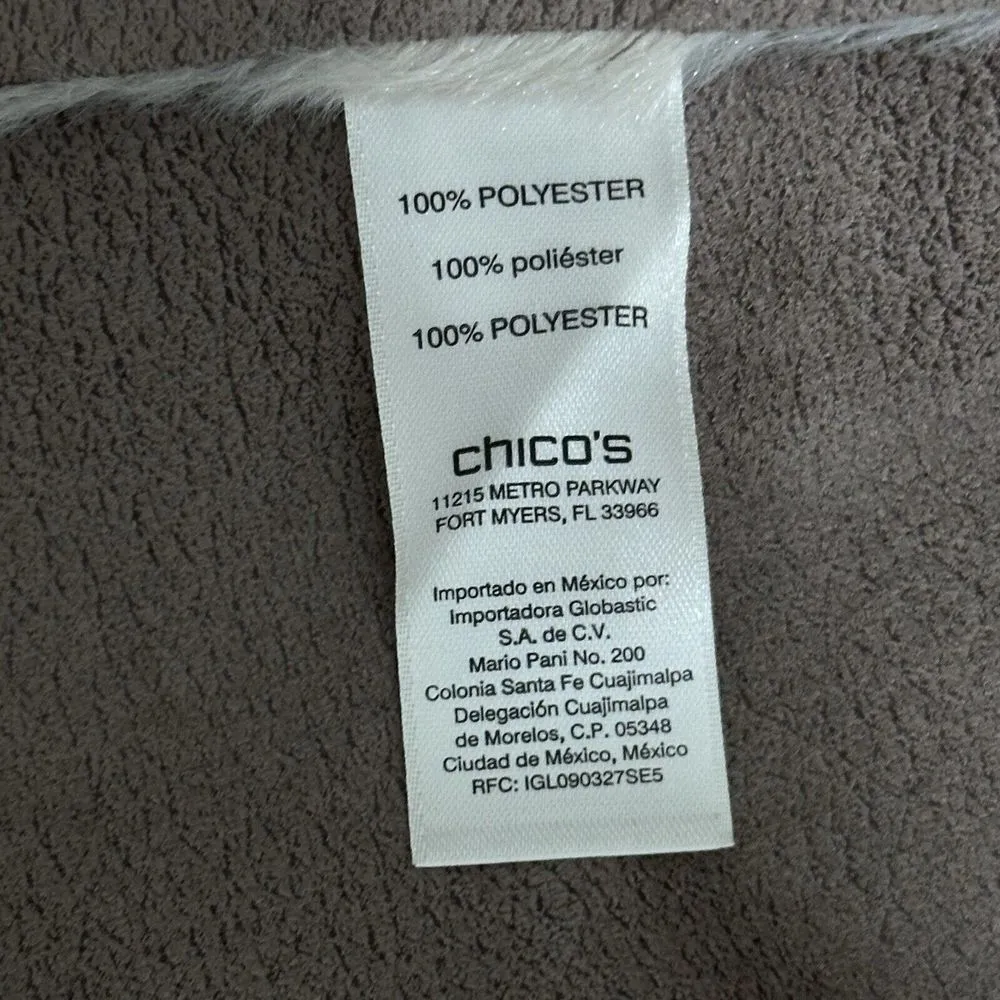 100% POLYESTER
100% poliéster
100% POLYESTER
chico's
11215 METRO PARKWAY
FORT MYERS, FL 33966
Importado en México por:
Importadora Globastic
S.A. de C.V.
Mario Pani No. 200
Colonia Santa Fe Cuajimalpa
Delegación Cuajimalpa
de Morelos, C.P. 05348
Ciudad de México, México
RFC: IGL090327SE5